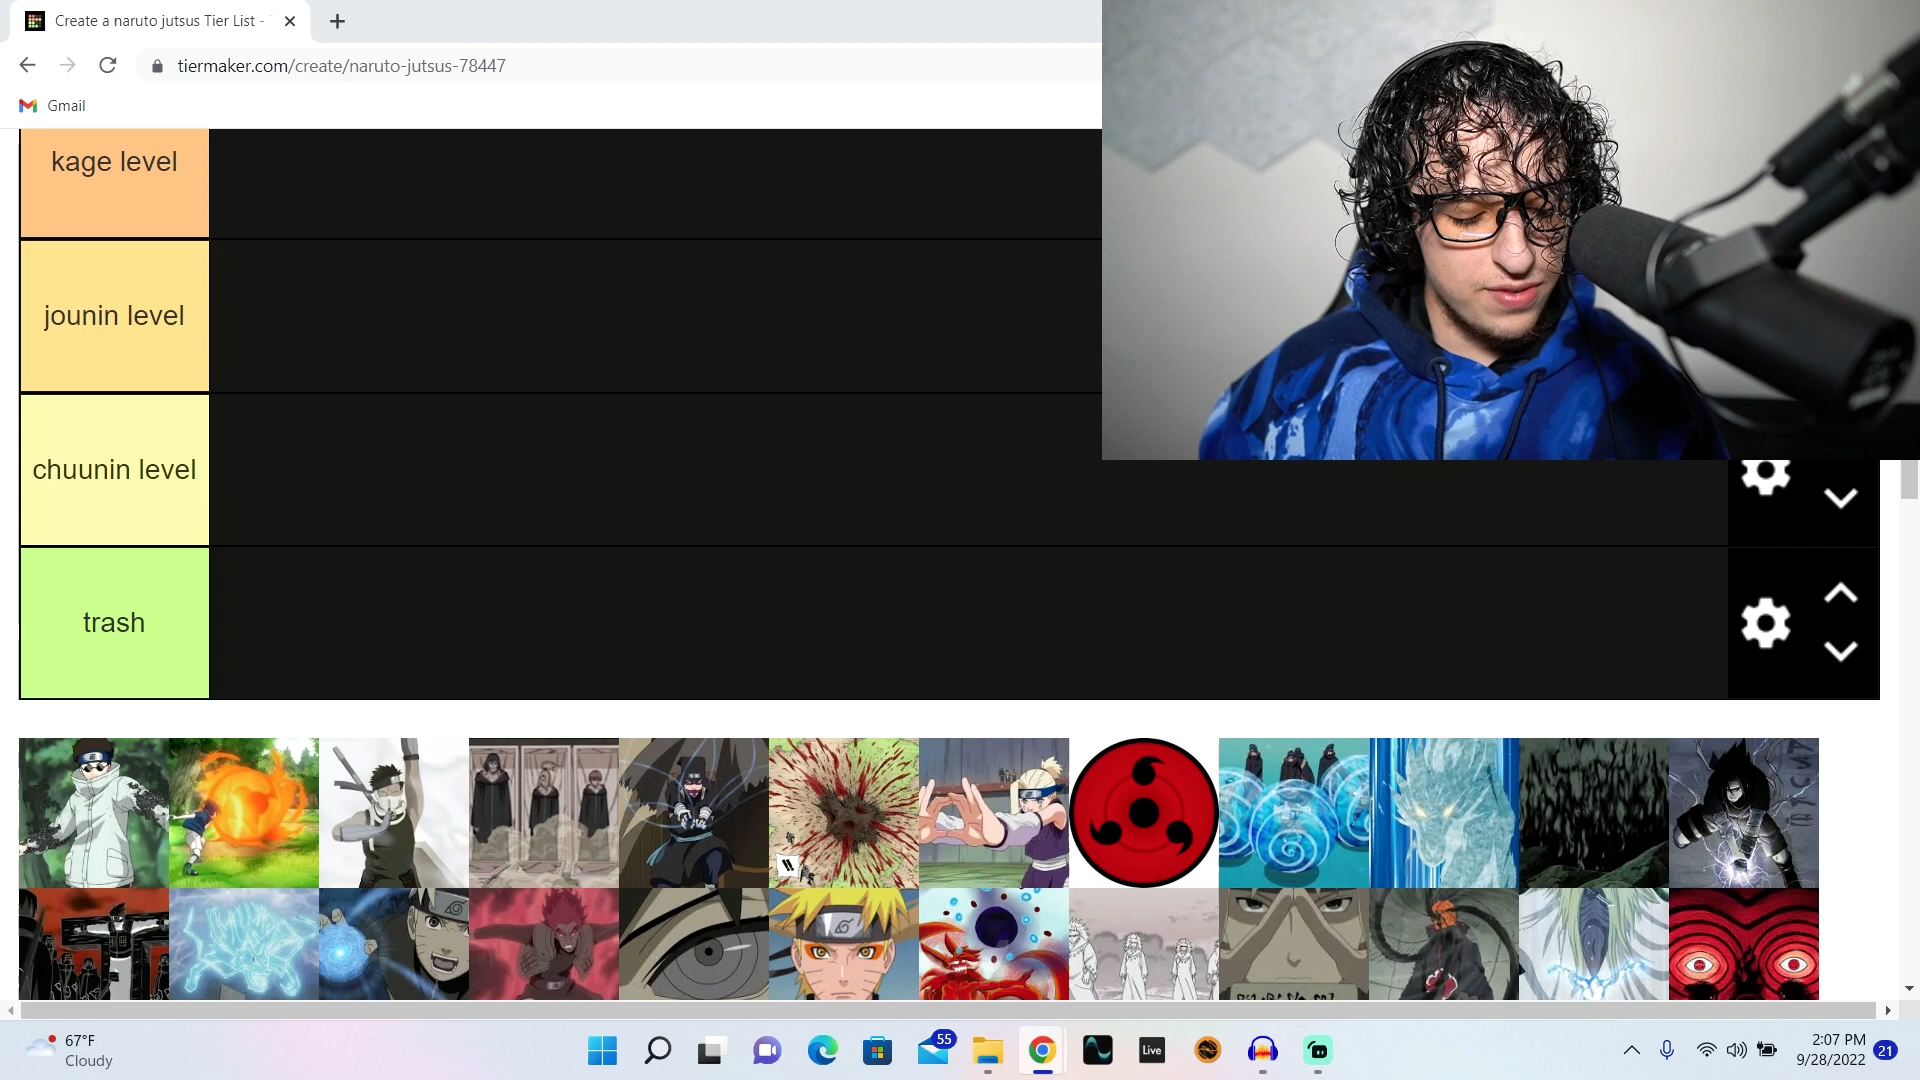 Create a naruto jutsus Tier List -
tiermaker.com/create/naruto-jutsus-78447
Gmail
kage level
jounin level
chuunin level
trash
55
Live
67°F
Cloudy
2:07 PM
9/28/2022
21